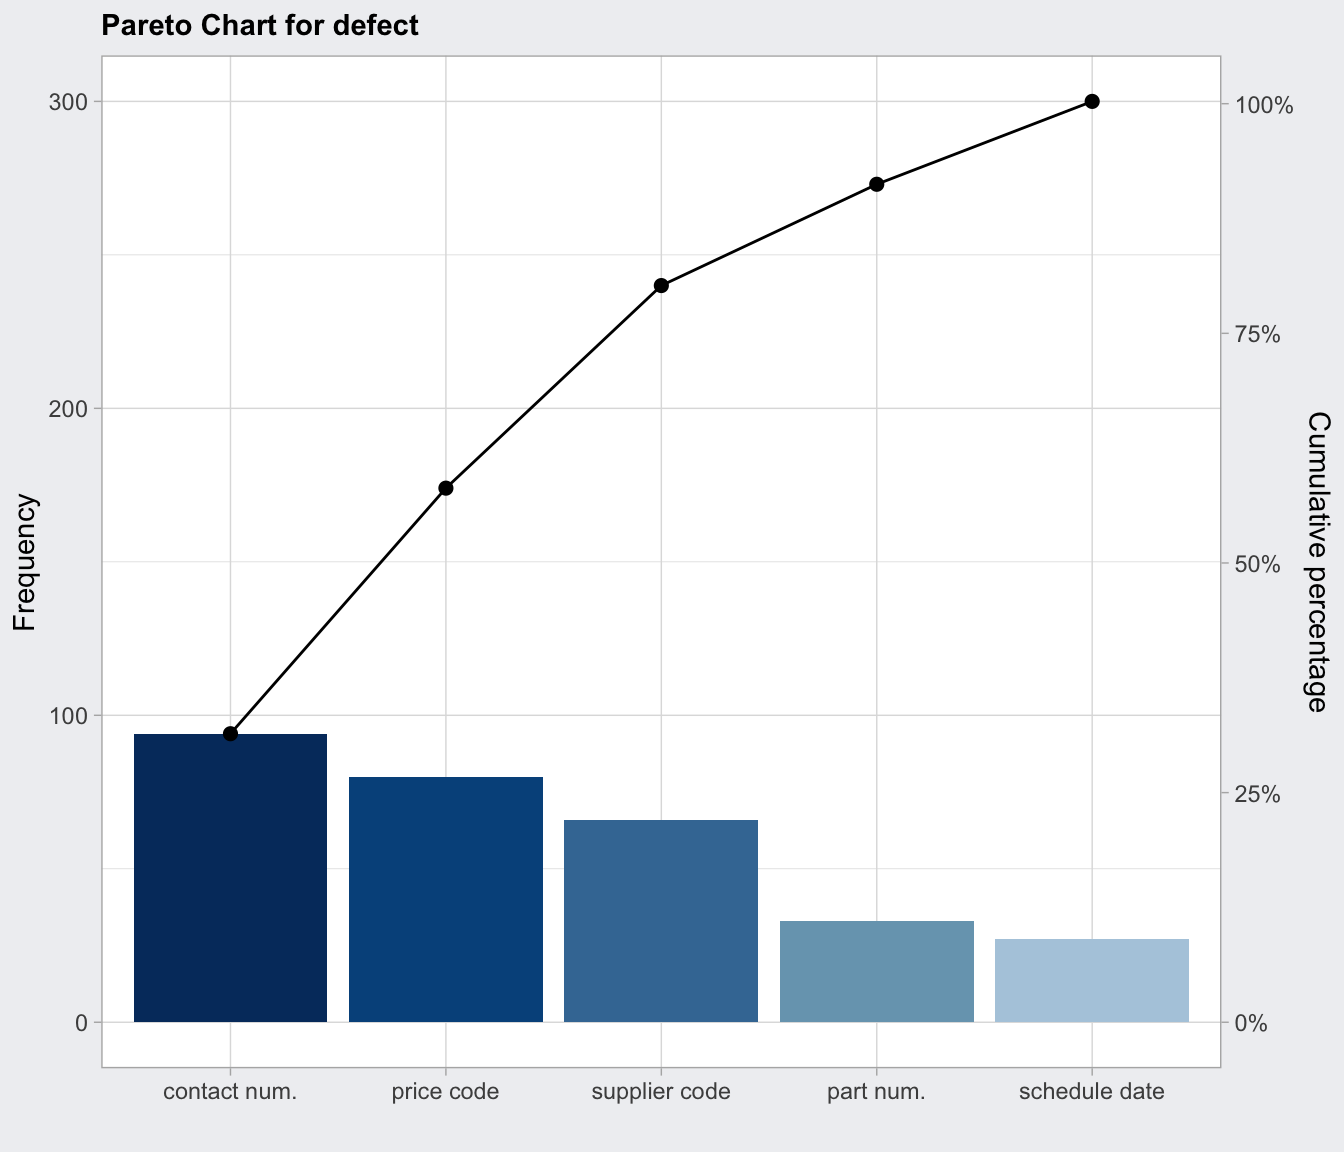 Pareto Chart for defect
300
200
100
0
Frequency
100%
75%
50%
25%
0%
Cumulative percentage
contact num.
price code
supplier code
part num.
schedule date